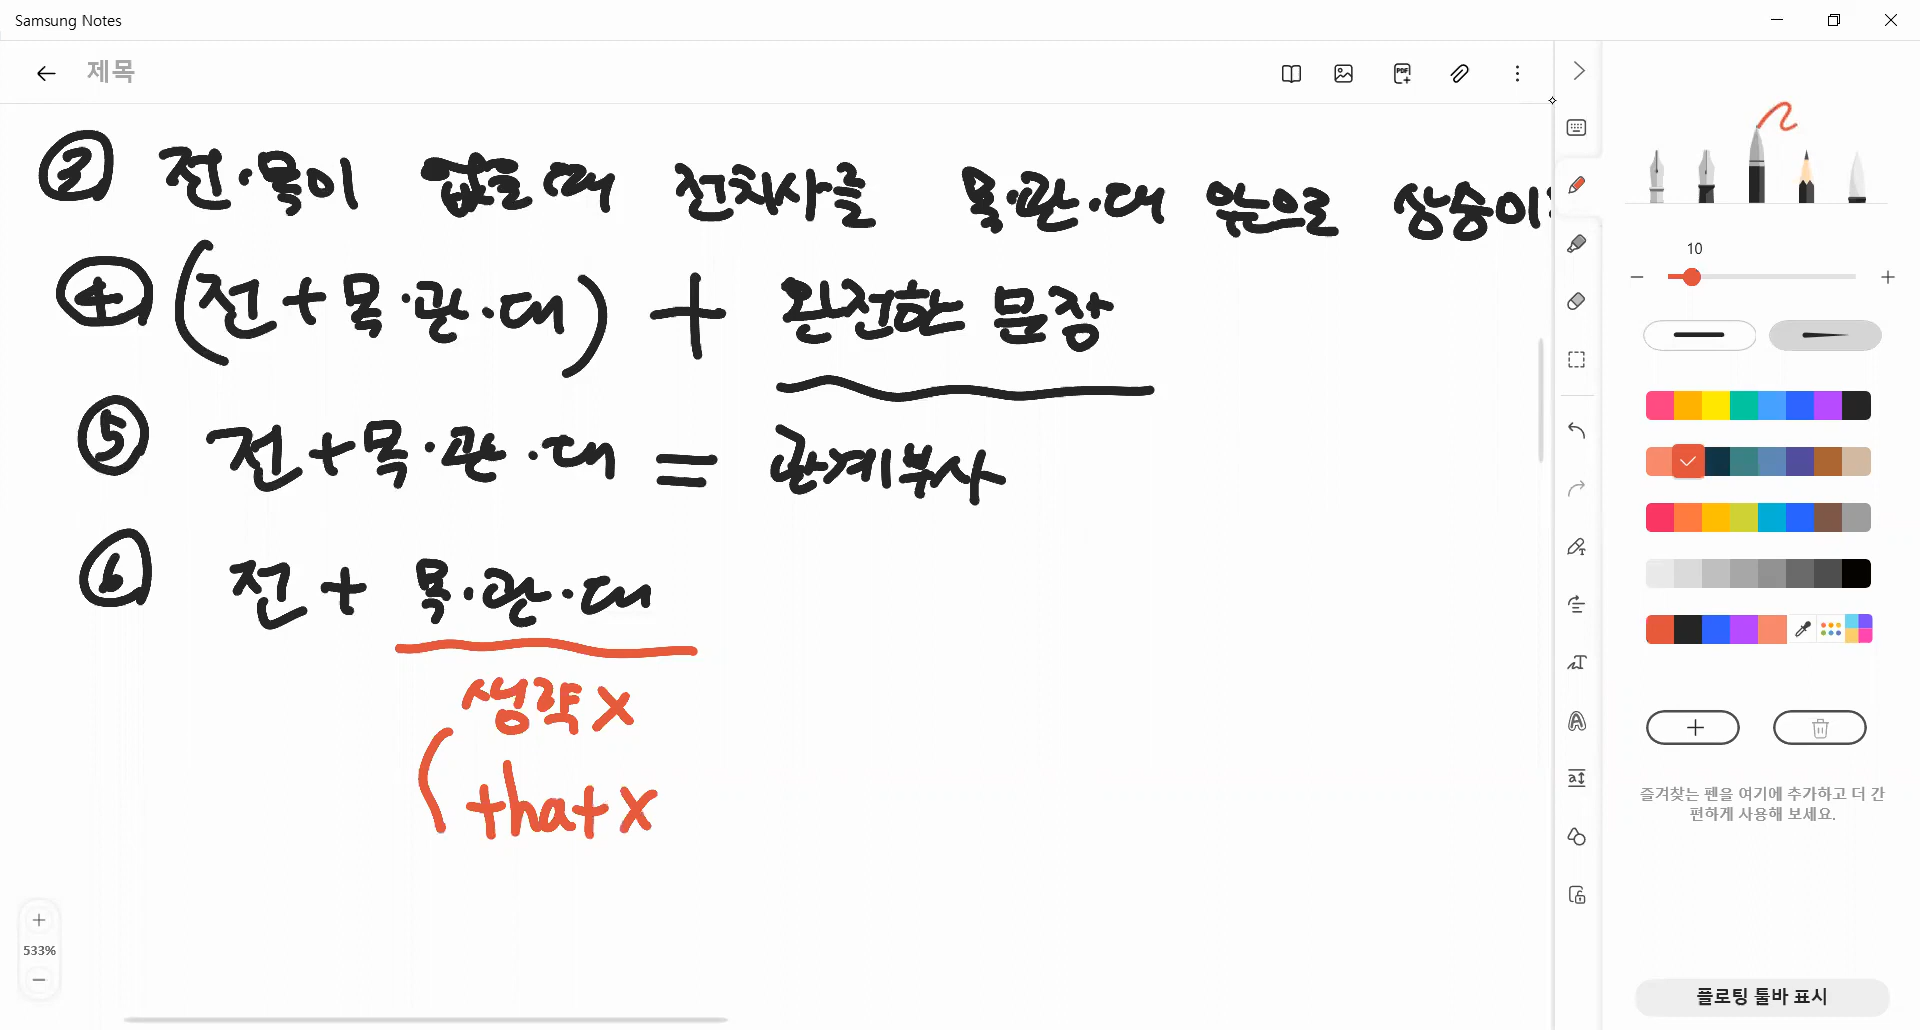 Samsung Notes
제목
③ 전·목이 없을 때 전치사를 목·관·대 앞으로 상승이
④ (전+목·관·대) + 완전한 문장
⑤ 전+목·관·대 = 관계부사
⑥ 전 + 목·관·대
생략 X
that X
10
즐겨찾는 펜을 여기에 추가하고 더 간
편하게 사용해 보세요.
533%
플로팅 툴바 표시